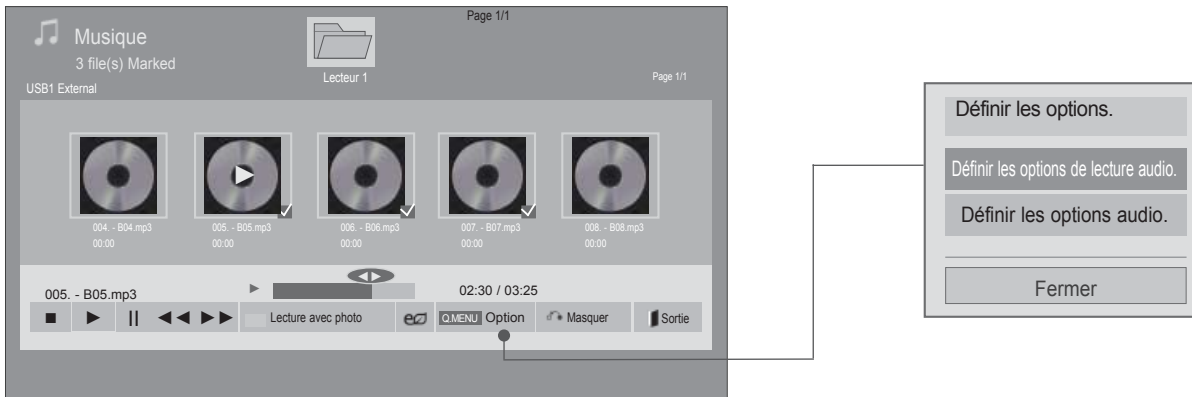 Page 1/1
Musique
3 file(s) Marked
Lecteur 1
Page 1/1
USB1 External
004. - B04.mp3
00:00
005. - B05.mp3
00:00
006. - B06.mp3
00:00
007. - B07.mp3
00:00
008. - B08.mp3
00:00
005. - B05.mp3
02:30 / 03:25
Lecture avec photo
Q.MENU Option
Masquer
Sortie
Définir les options.
Définir les options de lecture audio.
Définir les options audio.
Fermer